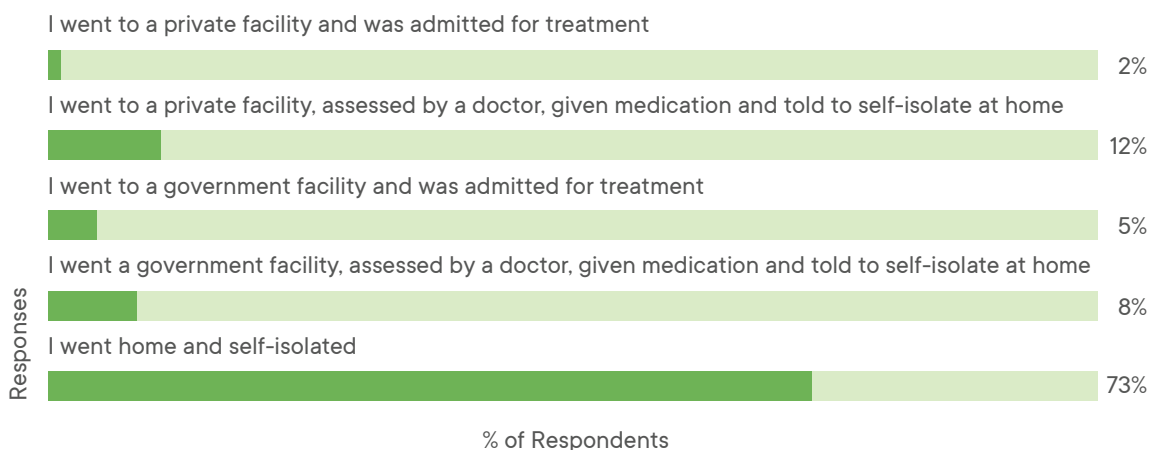 I went to a private facility and was admitted for treatment
2%
I went to a private facility, assessed by a doctor, given medication and told to self-isolate at home
12%
I went to a government facility and was admitted for treatment
5%
I went a government facility, assessed by a doctor, given medication and told to self-isolate at home
8%
I went home and self-isolated
73%
Responses
% of Respondents